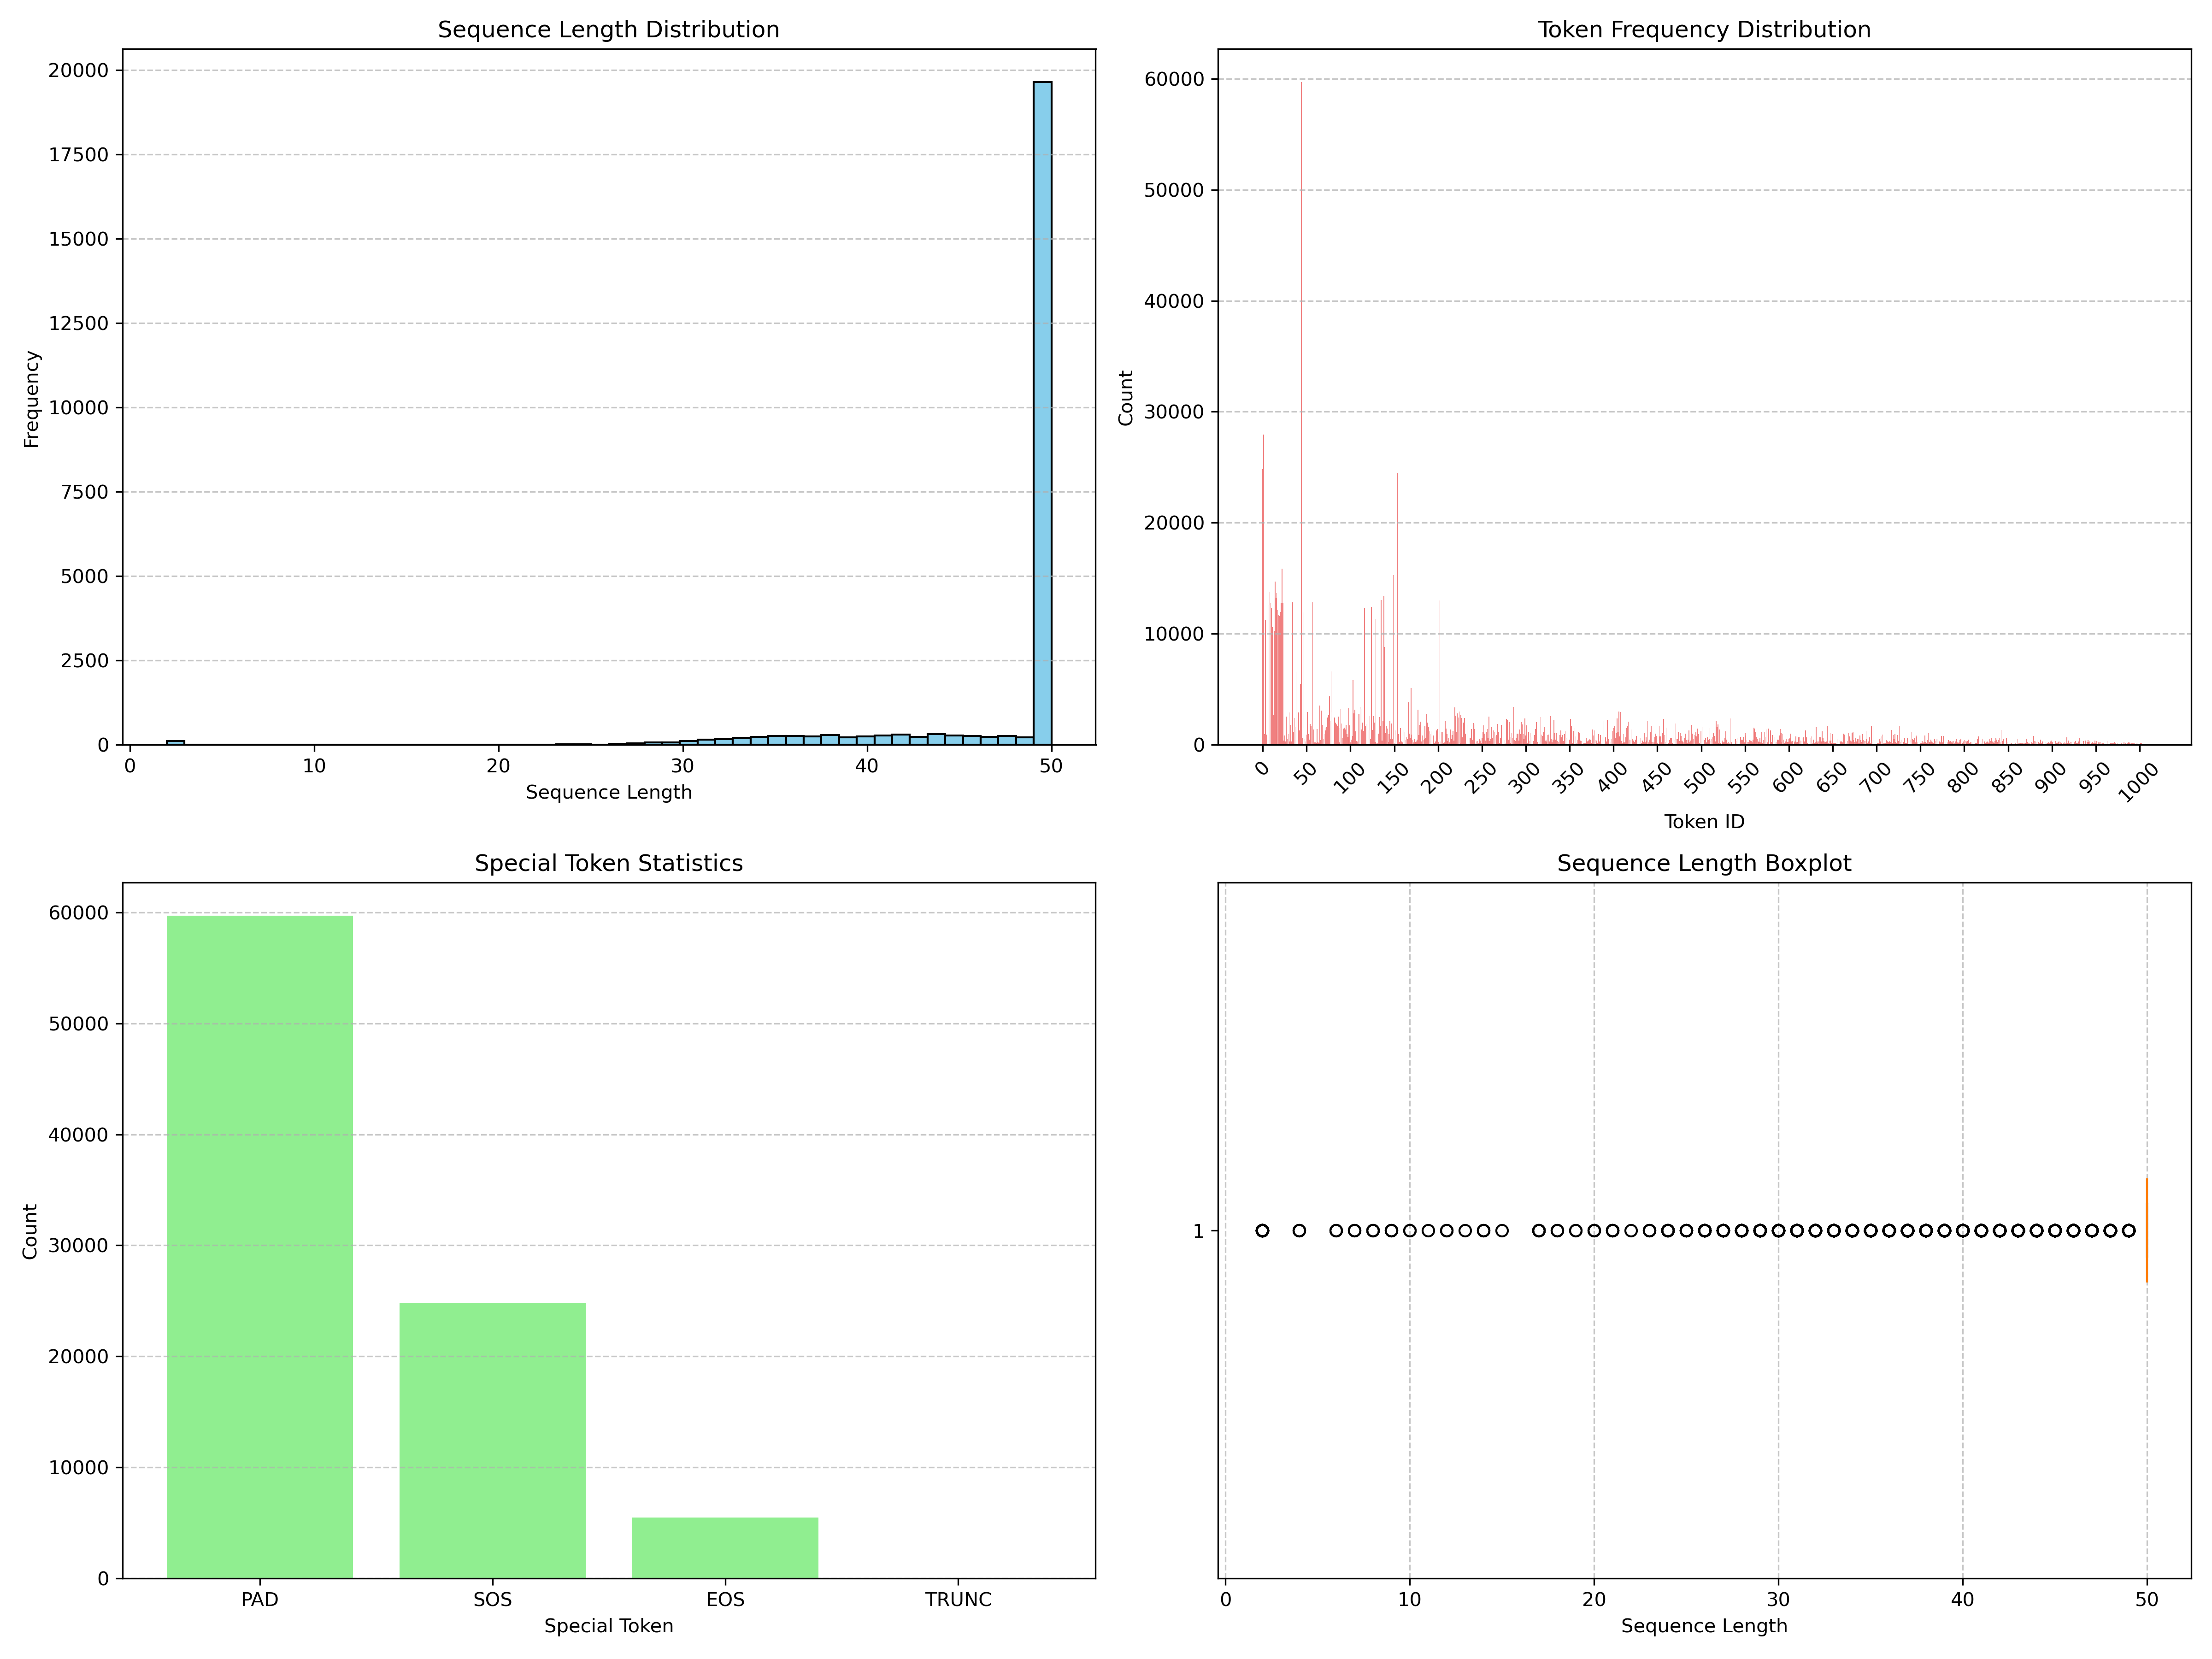 Sequence Length Distribution
20000
17500
15000
12500
10000
7500
5000
2500
0
Frequency
0 10 20 30 40 50
Sequence Length
Token Frequency Distribution
60000
50000
40000
30000
20000
10000
0
Count
0 50 100 150 200 250 300 350 400 450 500 550 600 650 700 750 800 850 900 950 1000
Token ID
Special Token Statistics
60000
50000
40000
30000
20000
10000
0
Count
PAD SOS EOS TRUNC
Special Token
Sequence Length Boxplot
1
0 10 20 30 40 50
Sequence Length